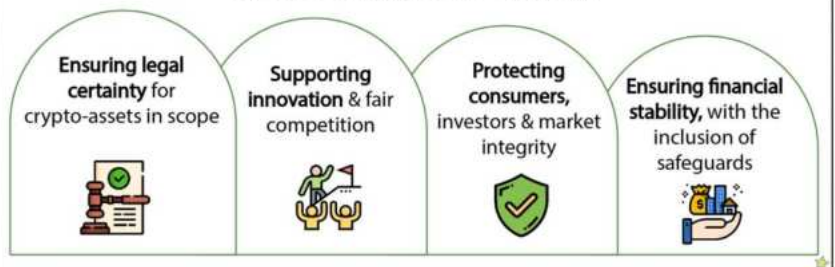 Ensuring legal
certainty for
crypto-assets in scope
Supporting
innovation & fair
competition
Protecting
consumers,
investors & market
integrity
Ensuring financial
stability, with the
inclusion of
safeguards
$